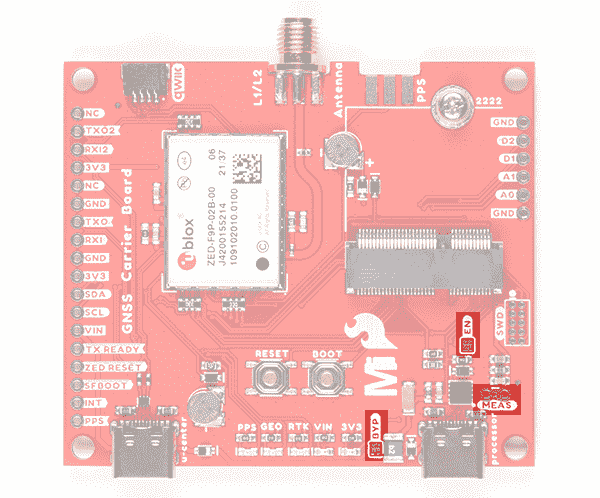 QWIIC
L1/L2
Antenna
PPS
2222
NC
TXO2
RXI2
3V3
NC
GND
TXO
RXI
GND
3V3
SDA
SCL
VIN
TX READY
ZED RESET
SFBOOT
INT
PPS
GNSS Carrier Board
ublox
ZED-F9P-02B-00
J4200155214
109102010.0100
06
21/37
GND
D2
D1
A1
A0
GND
EN
SWD
MEAS
RESET
BOOT
PPS GEO RTK VIN 3V3
BYP
u-center
processor